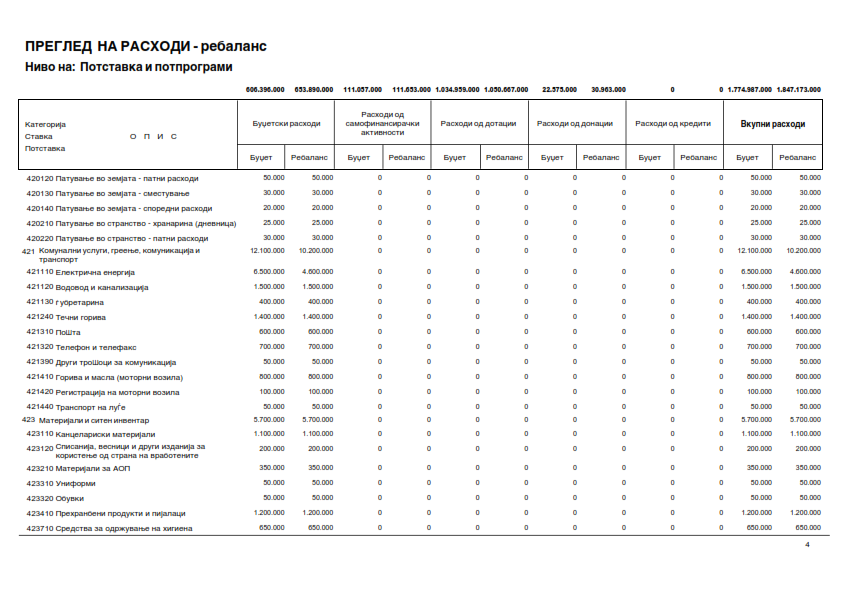 ПРЕГЛЕД НА РАСХОДИ - ребаланс
Ниво на: Потставка и потпрограми
606.396.000 653.890.000 111.057.000 111.653.000 1.034.959.000 1.050.667.000 22.575.000 30.963.000 0 0 1.774.987.000 1.847.173.000
Категорија
Ставка О П И С
Потставка
Буџетски расходи
Расходи од самофинансирачки активности
Расходи од дотации
Расходи од донации
Расходи од кредити
Вкупни расходи
Буџет Ребаланс Буџет Ребаланс Буџет Ребаланс Буџет Ребаланс Буџет Ребаланс Буџет Ребаланс
420120 Патување во земјата - патни расходи 50.000 50.000 0 0 0 0 0 0 0 0 50.000 50.000
420130 Патување во земјата - сместување 30.000 30.000 0 0 0 0 0 0 0 0 30.000 30.000
420140 Патување во земјата - споредни расходи 20.000 20.000 0 0 0 0 0 0 0 0 20.000 20.000
420210 Патување во странство - хранарина (дневница) 25.000 25.000 0 0 0 0 0 0 0 0 25.000 25.000
420220 Патување во странство - патни расходи 30.000 30.000 0 0 0 0 0 0 0 0 30.000 30.000
421 Комунални услуги, греење, комуникација и 12.100.000 10.200.000 0 0 0 0 0 0 0 0 12.100.000 10.200.000
транспорт
421110 Електрична енергија 6.500.000 4.600.000 0 0 0 0 0 0 0 0 6.500.000 4.600.000
421120 Водовод и канализација 1.500.000 1.500.000 0 0 0 0 0 0 0 0 1.500.000 1.500.000
421130 Ѓубретарина 400.000 400.000 0 0 0 0 0 0 0 0 400.000 400.000
421240 Течни горива 1.400.000 1.400.000 0 0 0 0 0 0 0 0 1.400.000 1.400.000
421310 ПоШта 600.000 600.000 0 0 0 0 0 0 0 0 600.000 600.000
421320 Телефон и телефакс 700.000 700.000 0 0 0 0 0 0 0 0 700.000 700.000
421390 Други троШоци за комуникација 50.000 50.000 0 0 0 0 0 0 0 0 50.000 50.000
421410 Горива и масла (моторни возила) 800.000 800.000 0 0 0 0 0 0 0 0 800.000 800.000
421420 Регистрација на моторни возила 100.000 100.000 0 0 0 0 0 0 0 0 100.000 100.000
421440 Транспорт на луѓе 50.000 50.000 0 0 0 0 0 0 0 0 50.000 50.000
423 Материјали и ситен инвентар 5.700.000 5.700.000 0 0 0 0 0 0 0 0 5.700.000 5.700.000
423110 Канцелариски материјали 1.100.000 1.100.000 0 0 0 0 0 0 0 0 1.100.000 1.100.000
423120 Списанија, весници и други изданија за 200.000 200.000 0 0 0 0 0 0 0 0 200.000 200.000
користење од страна на вработените
423210 Материјали за АОП 350.000 350.000 0 0 0 0 0 0 0 0 350.000 350.000
423310 Униформи 50.000 50.000 0 0 0 0 0 0 0 0 50.000 50.000
423320 Обувки 50.000 50.000 0 0 0 0 0 0 0 0 50.000 50.000
423410 Прехранбени продукти и пијалаци 1.200.000 1.200.000 0 0 0 0 0 0 0 0 1.200.000 1.200.000
423710 Средства за одржување на хигиена 650.000 650.000 0 0 0 0 0 0 0 0 650.000 650.000
4